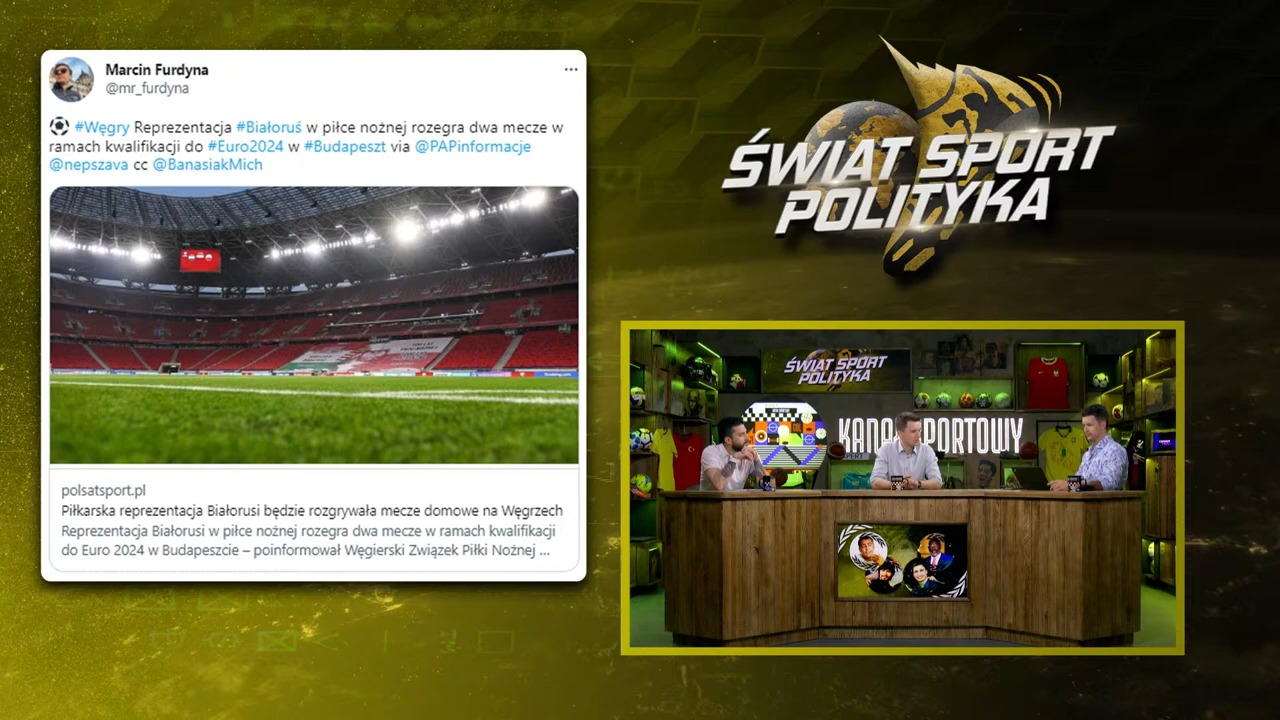 Marcin Furdyna
@mr_furdyna
#Węgry Reprezentacja #Białoruś w piłce nożnej rozegra dwa mecze w
ramach kwalifikacji do #Euro2024 w #Budapeszt via @PAPinformacje
@nepszava cc @BanasiakMich
polsatsport.pl
Piłkarska reprezentacja Białorusi będzie rozgrywała mecze domowe na Węgrzech
Reprezentacja Białorusi w piłce nożnej rozegra dwa mecze w ramach kwalifikacji
do Euro 2024 w Budapeszcie – poinformował Węgierski Związek Piłki Nożnej ...
ŚWIAT SPORT
POLITYKA
ŚWIAT SPORT
POLITYKA